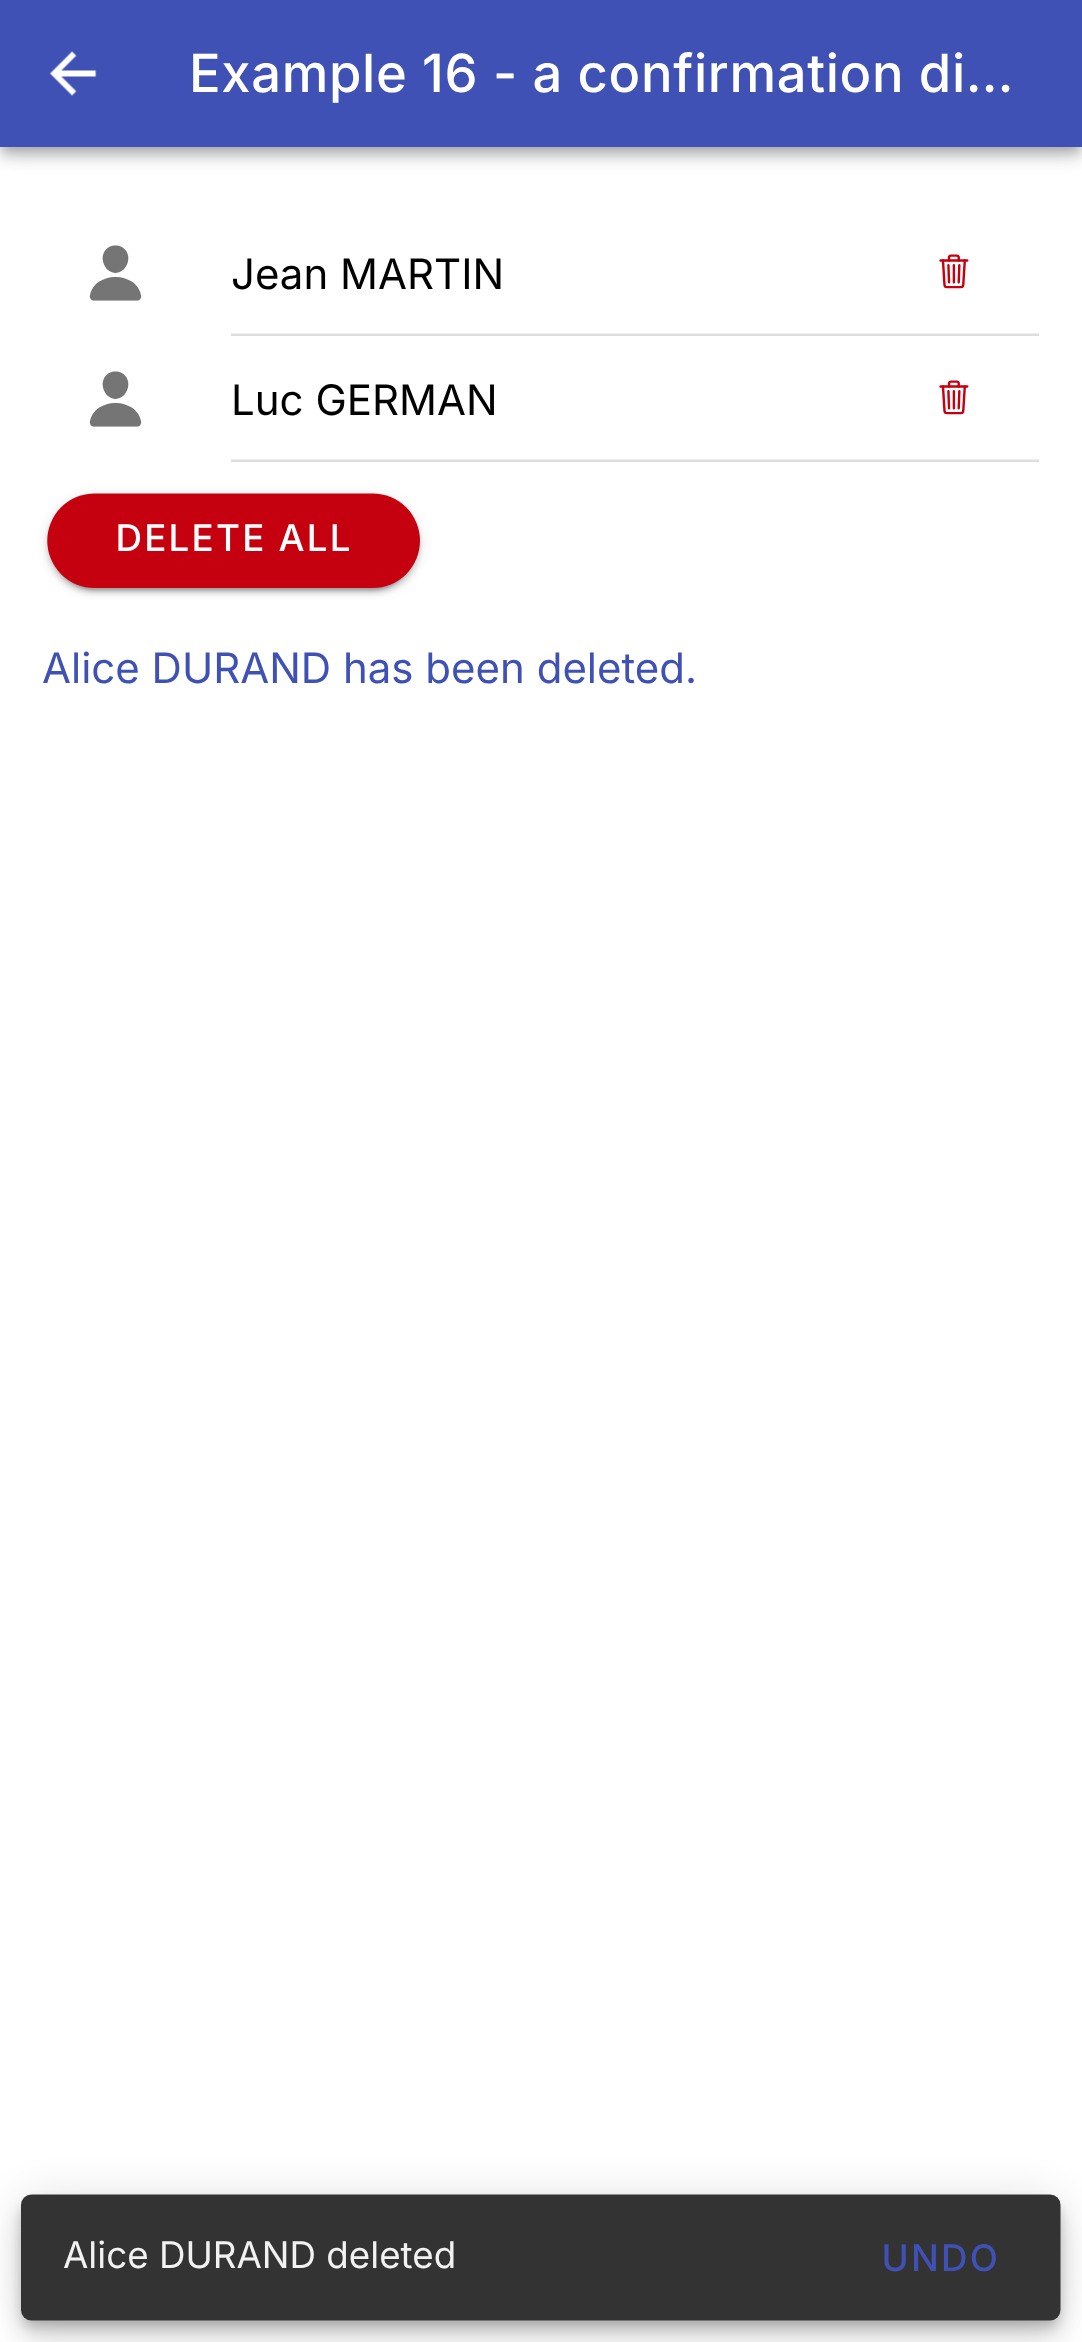 Example 16 - a confirmation di...
Jean MARTIN
Luc GERMAN
DELETE ALL
Alice DURAND has been deleted.
Alice DURAND deleted
UNDO